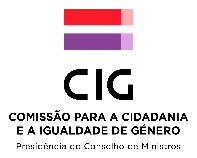 CIG
COMISSÃO PARA A CIDADANIA
E A IGUALDADE DE GÉNERO
Presidência do Conselho de Ministros